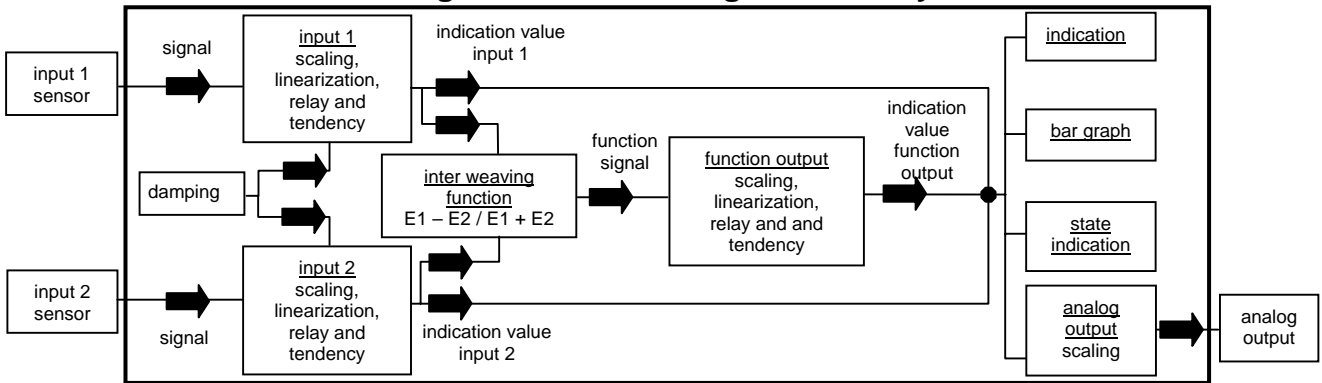 input 1
sensor
signal
input 1
scaling,
linearization,
relay and
tendency
indication value
input 1
damping
inter weaving
function
E1 – E2 / E1 + E2
function
signal
function output
scaling,
linearization,
relay and and
tendency
indication
value
function
output
input 2
sensor
signal
input 2
scaling,
linearization,
relay and
tendency
indication value
input 2
indication
bar graph
state
indication
analog
output
scaling
analog
output